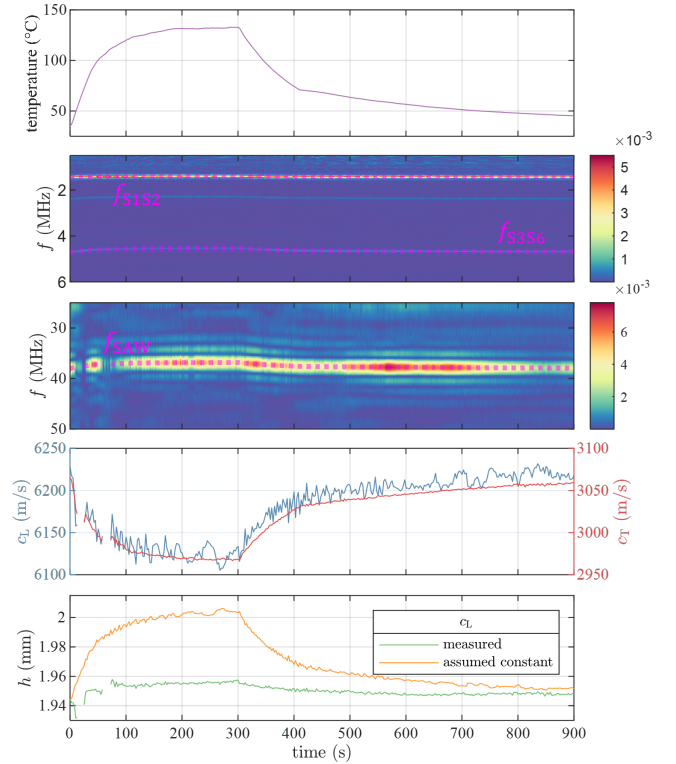 temperature (°C)
150
100
50
×10⁻³
f (MHz)
2
4
6
f_S1S2
f_S3S6
5
4
3
2
1
×10⁻³
f (MHz)
30
40
50
f_SAW
6
4
2
c_L (m/s)
6250
6200
6150
6100
3100
3050
3000
2950
c_T (m/s)
h (mm)
2
1.98
1.96
1.94
c_L
measured
assumed constant
0 100 200 300 400 500 600 700 800 900
time (s)